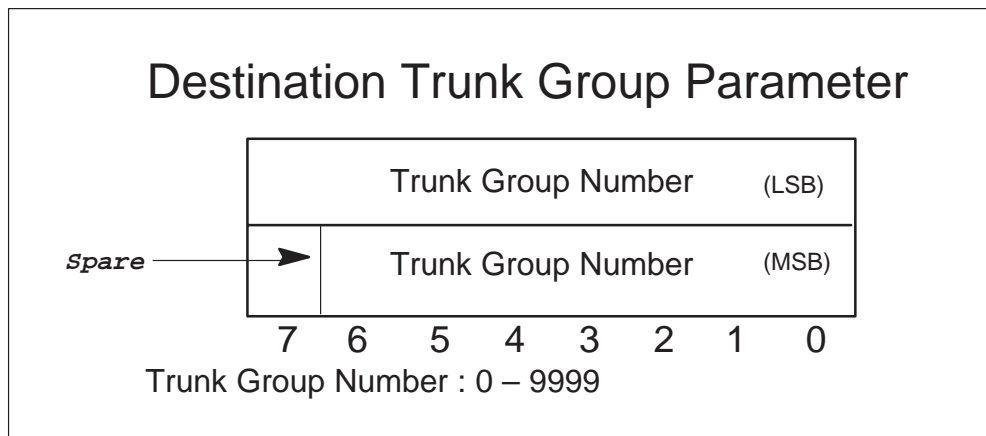 Destination Trunk Group Parameter
Trunk Group Number (LSB)
Spare
Trunk Group Number (MSB)
7 6 5 4 3 2 1 0
Trunk Group Number : 0 – 9999